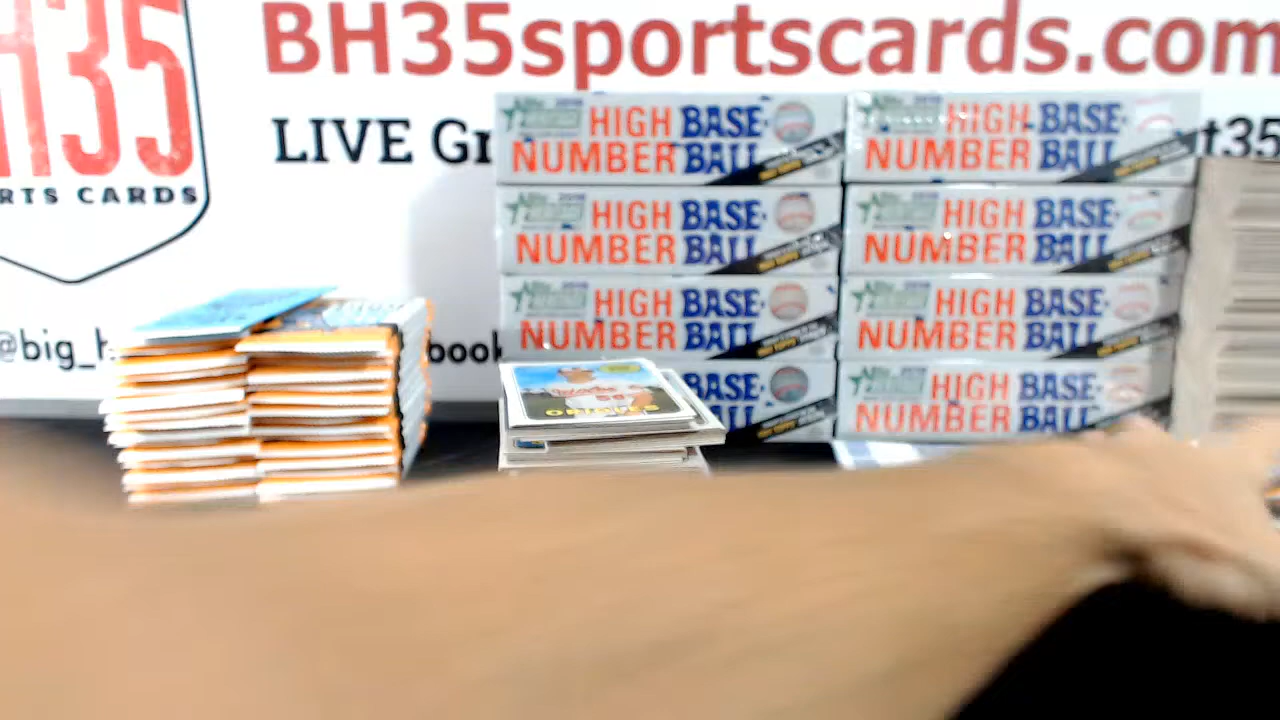 BH35sportscards.com
H35
RTS CARDS
LIVE Gr
t35
@big_h
book
HIGH NUMBER BASE-BALL
HIGH NUMBER BASE-BALL
HIGH NUMBER BASE-BALL
HIGH NUMBER BASE-BALL
HIGH NUMBER BASE-BALL
HIGH NUMBER BASE-BALL
BASE-BALL
HIGH NUMBER BASE-BALL
ORIOLES